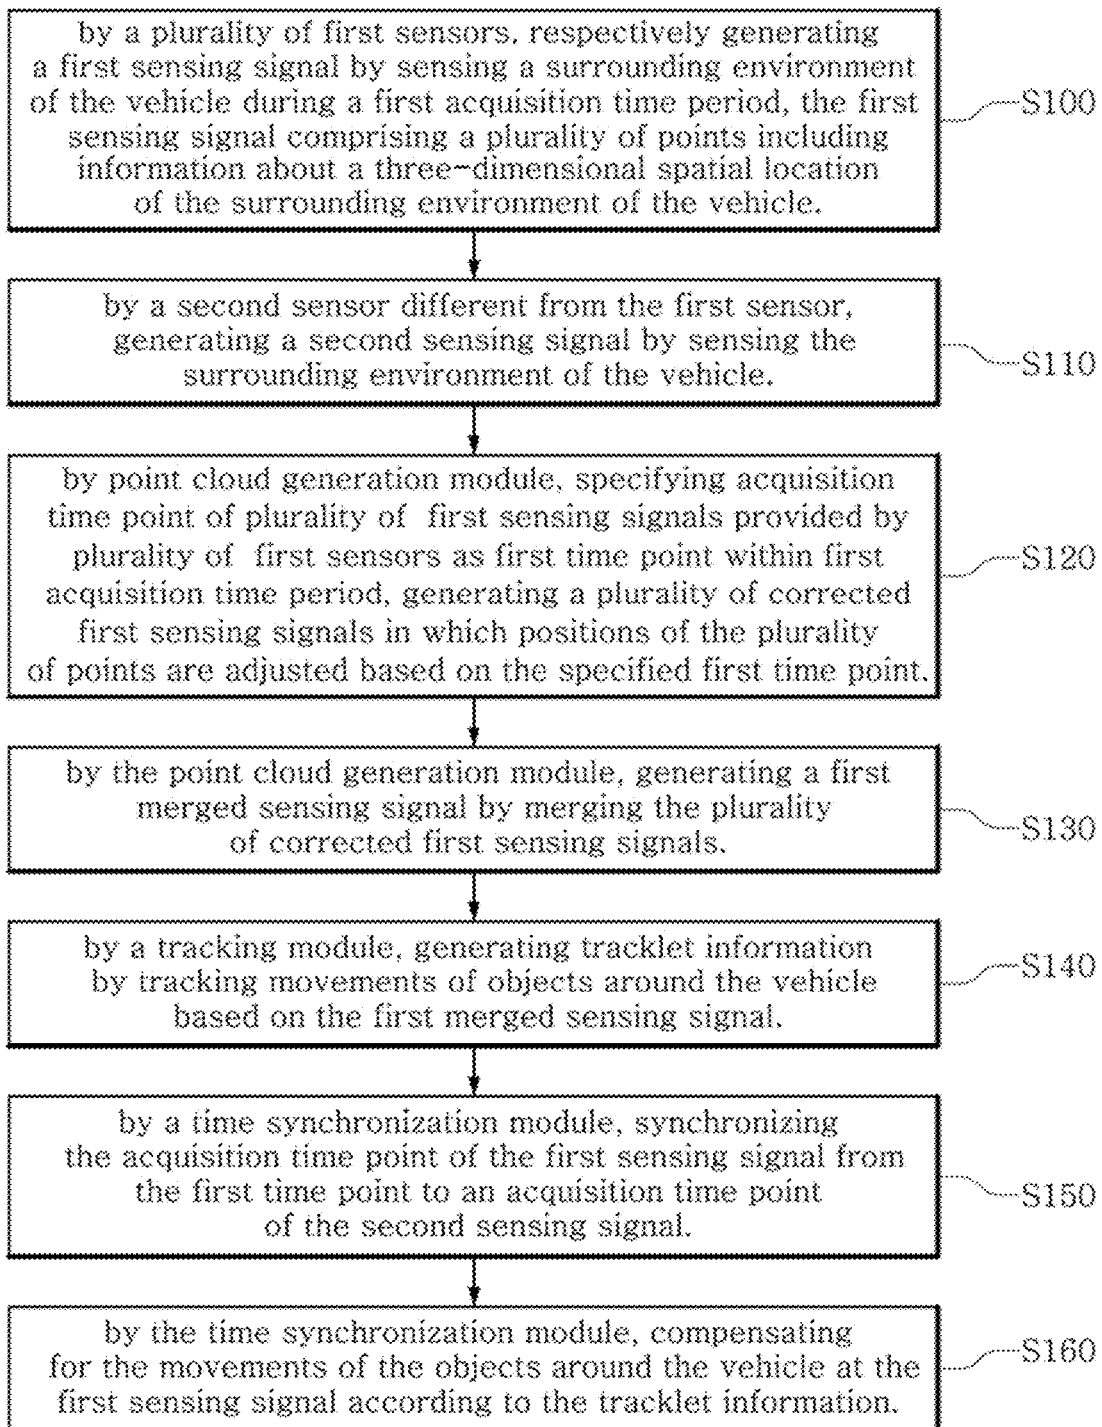 by a plurality of first sensors, respectively generating
a first sensing signal by sensing a surrounding environment
of the vehicle during a first acquisition time period, the first
sensing signal comprising a plurality of points including
information about a three-dimensional spatial location
of the surrounding environment of the vehicle.
S100
by a second sensor different from the first sensor,
generating a second sensing signal by sensing the
surrounding environment of the vehicle.
S110
by point cloud generation module, specifying acquisition
time point of plurality of first sensing signals provided by
plurality of first sensors as first time point within first
acquisition time period, generating a plurality of corrected
first sensing signals in which positions of the plurality
of points are adjusted based on the specified first time point.
S120
by the point cloud generation module, generating a first
merged sensing signal by merging the plurality
of corrected first sensing signals.
S130
by a tracking module, generating tracklet information
by tracking movements of objects around the vehicle
based on the first merged sensing signal.
S140
by a time synchronization module, synchronizing
the acquisition time point of the first sensing signal from
the first time point to an acquisition time point
of the second sensing signal.
S150
by the time synchronization module, compensating
for the movements of the objects around the vehicle at the
first sensing signal according to the tracklet information.
S160